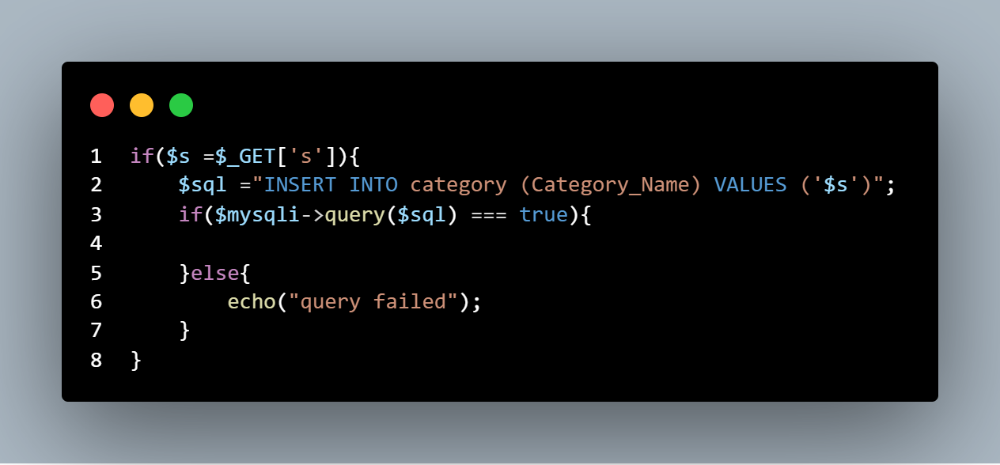 1 if($s =$_GET['s']){
2     $sql ="INSERT INTO category (Category_Name) VALUES ('$s')";
3     if($mysqli->query($sql) === true){
4
5     }else{
6         echo("query failed");
7     }
8 }